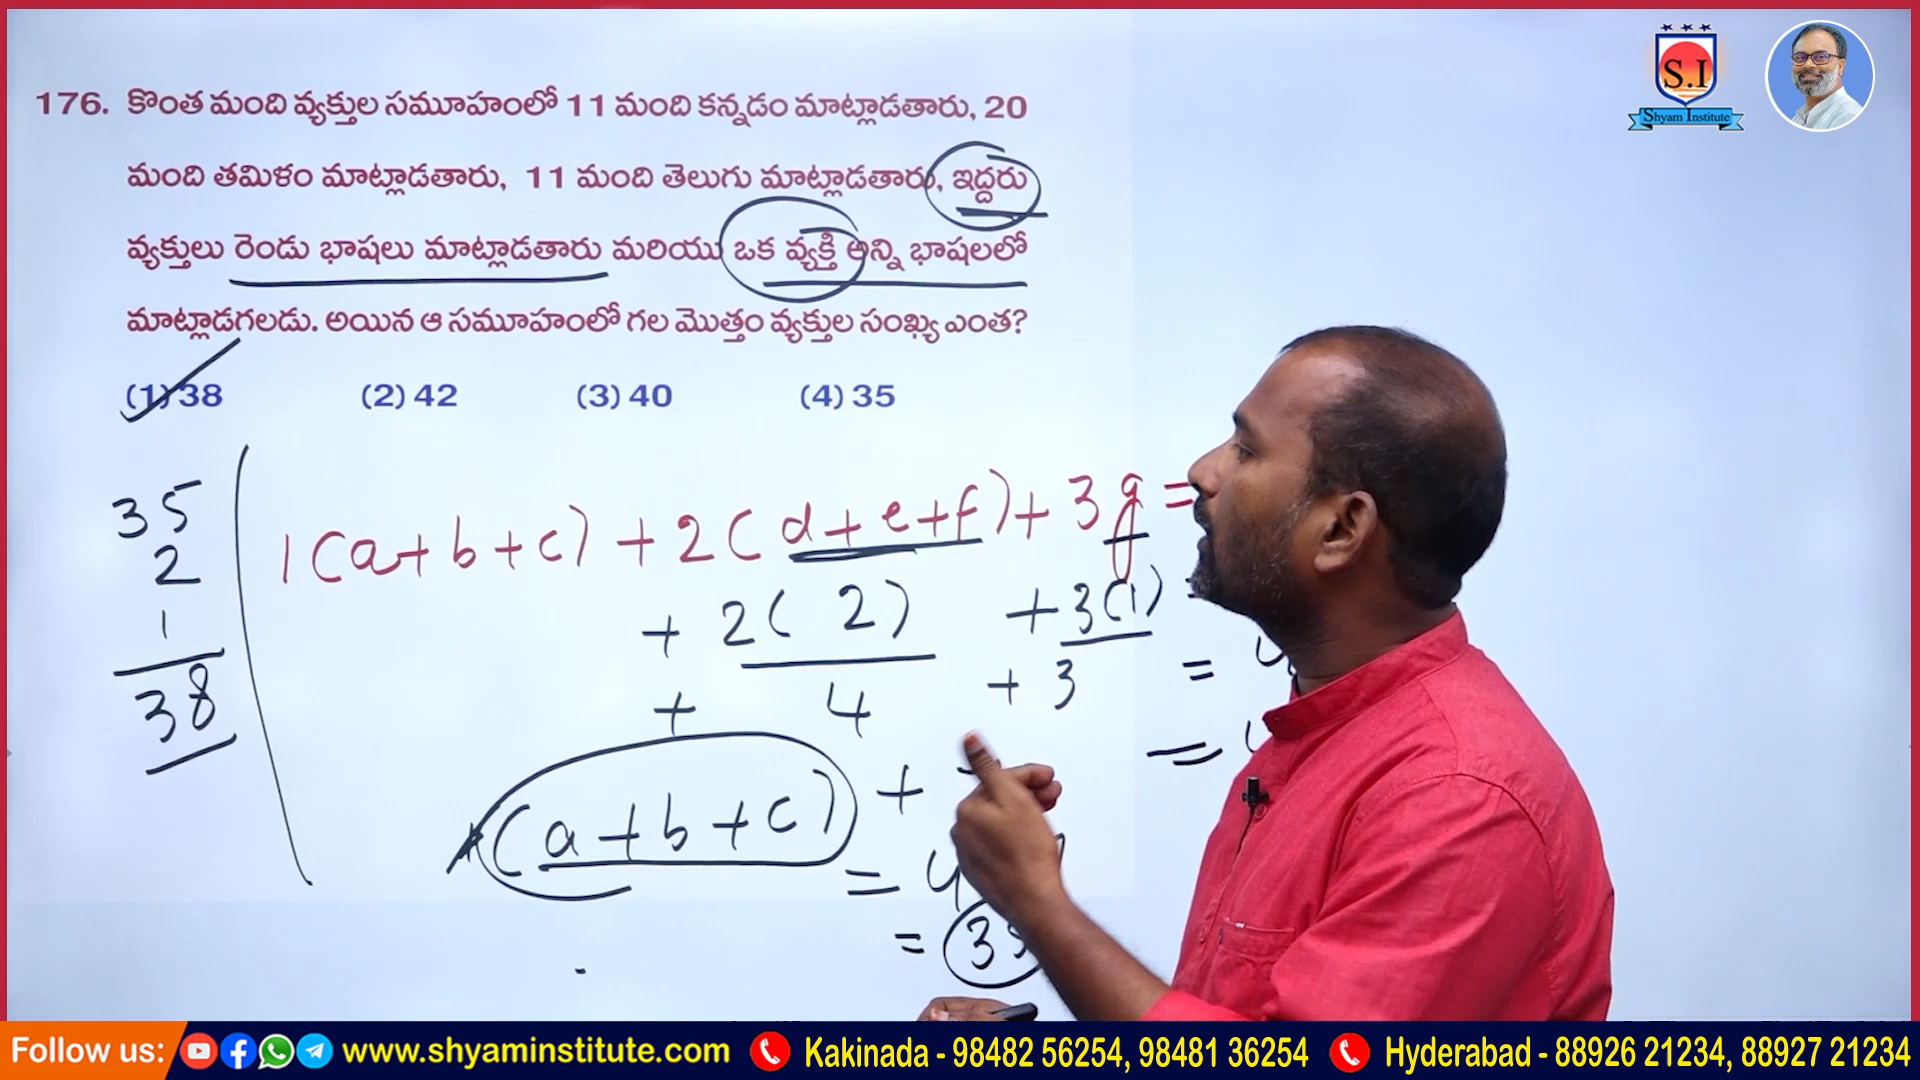 S.I
Shyam Institute
176. కొంత మంది వ్యక్తుల సమూహంలో 11 మంది కన్నడం మాట్లాడతారు, 20
మంది తమిళం మాట్లాడతారు, 11 మంది తెలుగు మాట్లాడతారు, ఇద్దరు
వ్యక్తులు రెండు భాషలు మాట్లాడతారు మరియు ఒక వ్యక్తి అన్ని భాషలలో
మాట్లాడగలడు. అయిన ఆ సమూహంలో గల మొత్తం వ్యక్తుల సంఖ్య ఎంత?
(1) 38 (2) 42 (3) 40 (4) 35
35
2
1
38
1(a+b+c) + 2(d+e+f) + 3g =
+ 2(2) + 3(1) =
+ 4 + 3 =
(a+b+c) +
=
=
Follow us: www.shyaminstitute.com Kakinada - 98482 56254, 98481 36254 Hyderabad - 88926 21234, 88927 21234